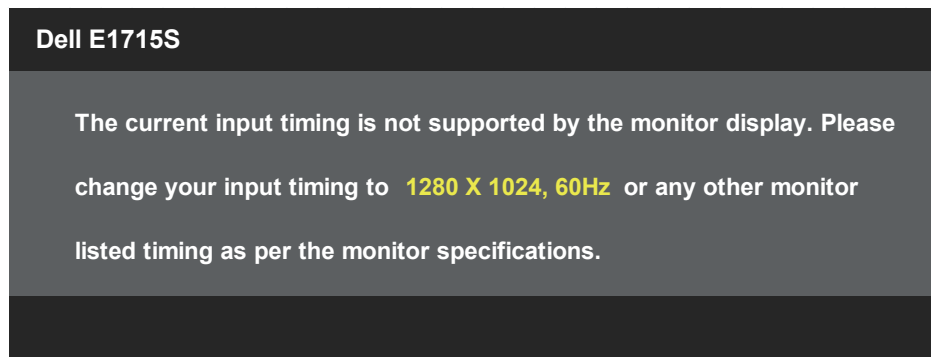 Dell E1715S
The current input timing is not supported by the monitor display. Please
change your input timing to 1280 X 1024, 60Hz or any other monitor
listed timing as per the monitor specifications.